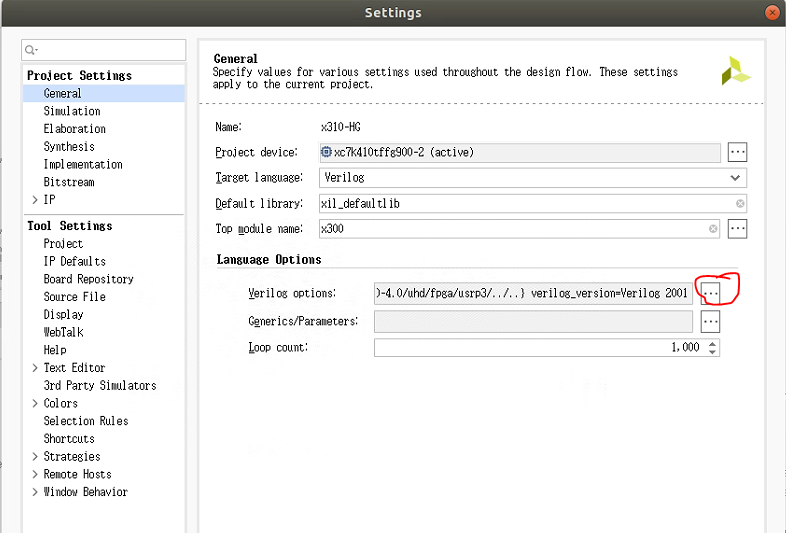 Settings
Project Settings
General
Simulation
Elaboration
Synthesis
Implementation
Bitstream
IP
Tool Settings
Project
IP Defaults
Board Repository
Source File
Display
WebTalk
Help
Text Editor
3rd Party Simulators
Colors
Selection Rules
Shortcuts
Strategies
Remote Hosts
Window Behavior
General
Specify values for various settings used throughout the design flow. These settings
apply to the current project.
Name: x310-HG
Project device: xc7k410tffg900-2 (active) ...
Target language: Verilog
Default library: xil_defaultlib
Top module name: x300 ...
Language Options
Verilog options: )-4.0/uhd/fpga/usrp3/../..} verilog_version=Verilog 2001 ...
Generics/Parameters: ...
Loop count: 1,000